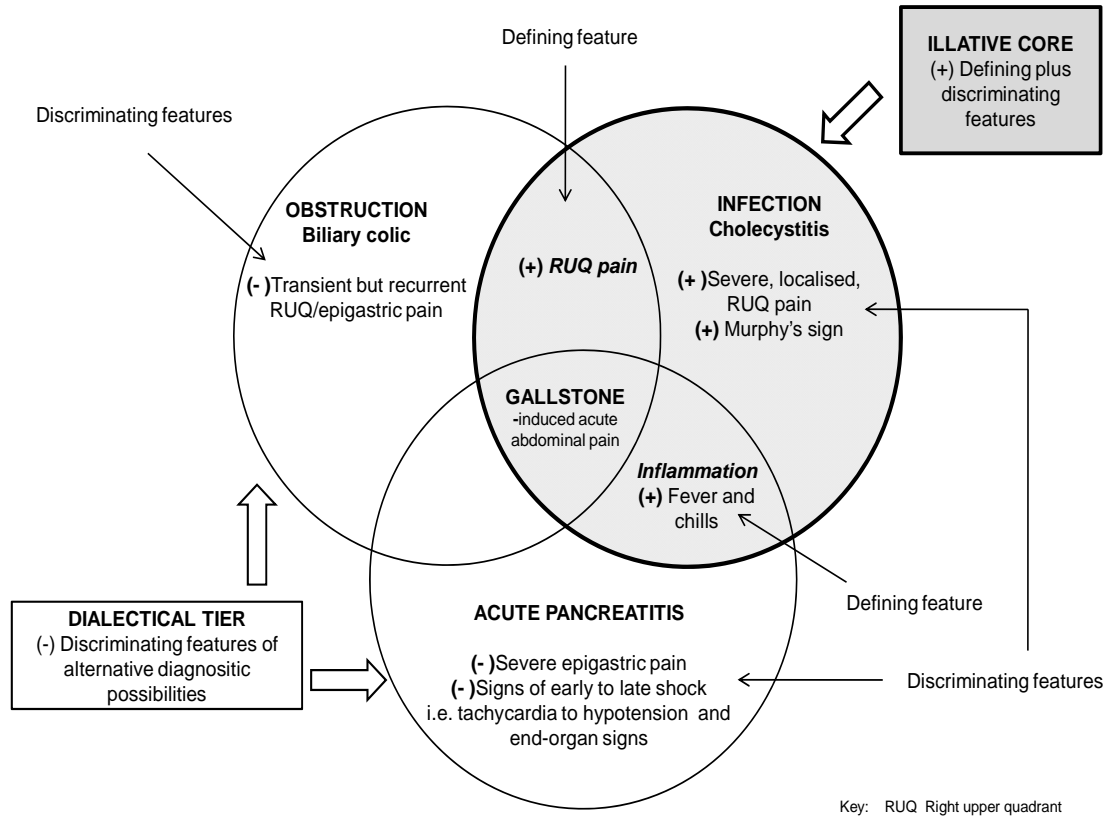 Defining feature
ILLATIVE CORE
(+) Defining plus
discriminating
features
Discriminating features
OBSTRUCTION
Biliary colic
(- )Transient but recurrent
RUQ/epigastric pain
(+) RUQ pain
INFECTION
Cholecystitis
(+ )Severe, localised,
RUQ pain
(+) Murphy's sign
GALLSTONE
-induced acute
abdominal pain
Inflammation
(+) Fever and
chills
Defining feature
DIALECTICAL TIER
(-) Discriminating features of
alternative diagnositic
possibilities
ACUTE PANCREATITIS
(- )Severe epigastric pain
(- )Signs of early to late shock
i.e. tachycardia to hypotension and
end-organ signs
Discriminating features
Key: RUQ Right upper quadrant